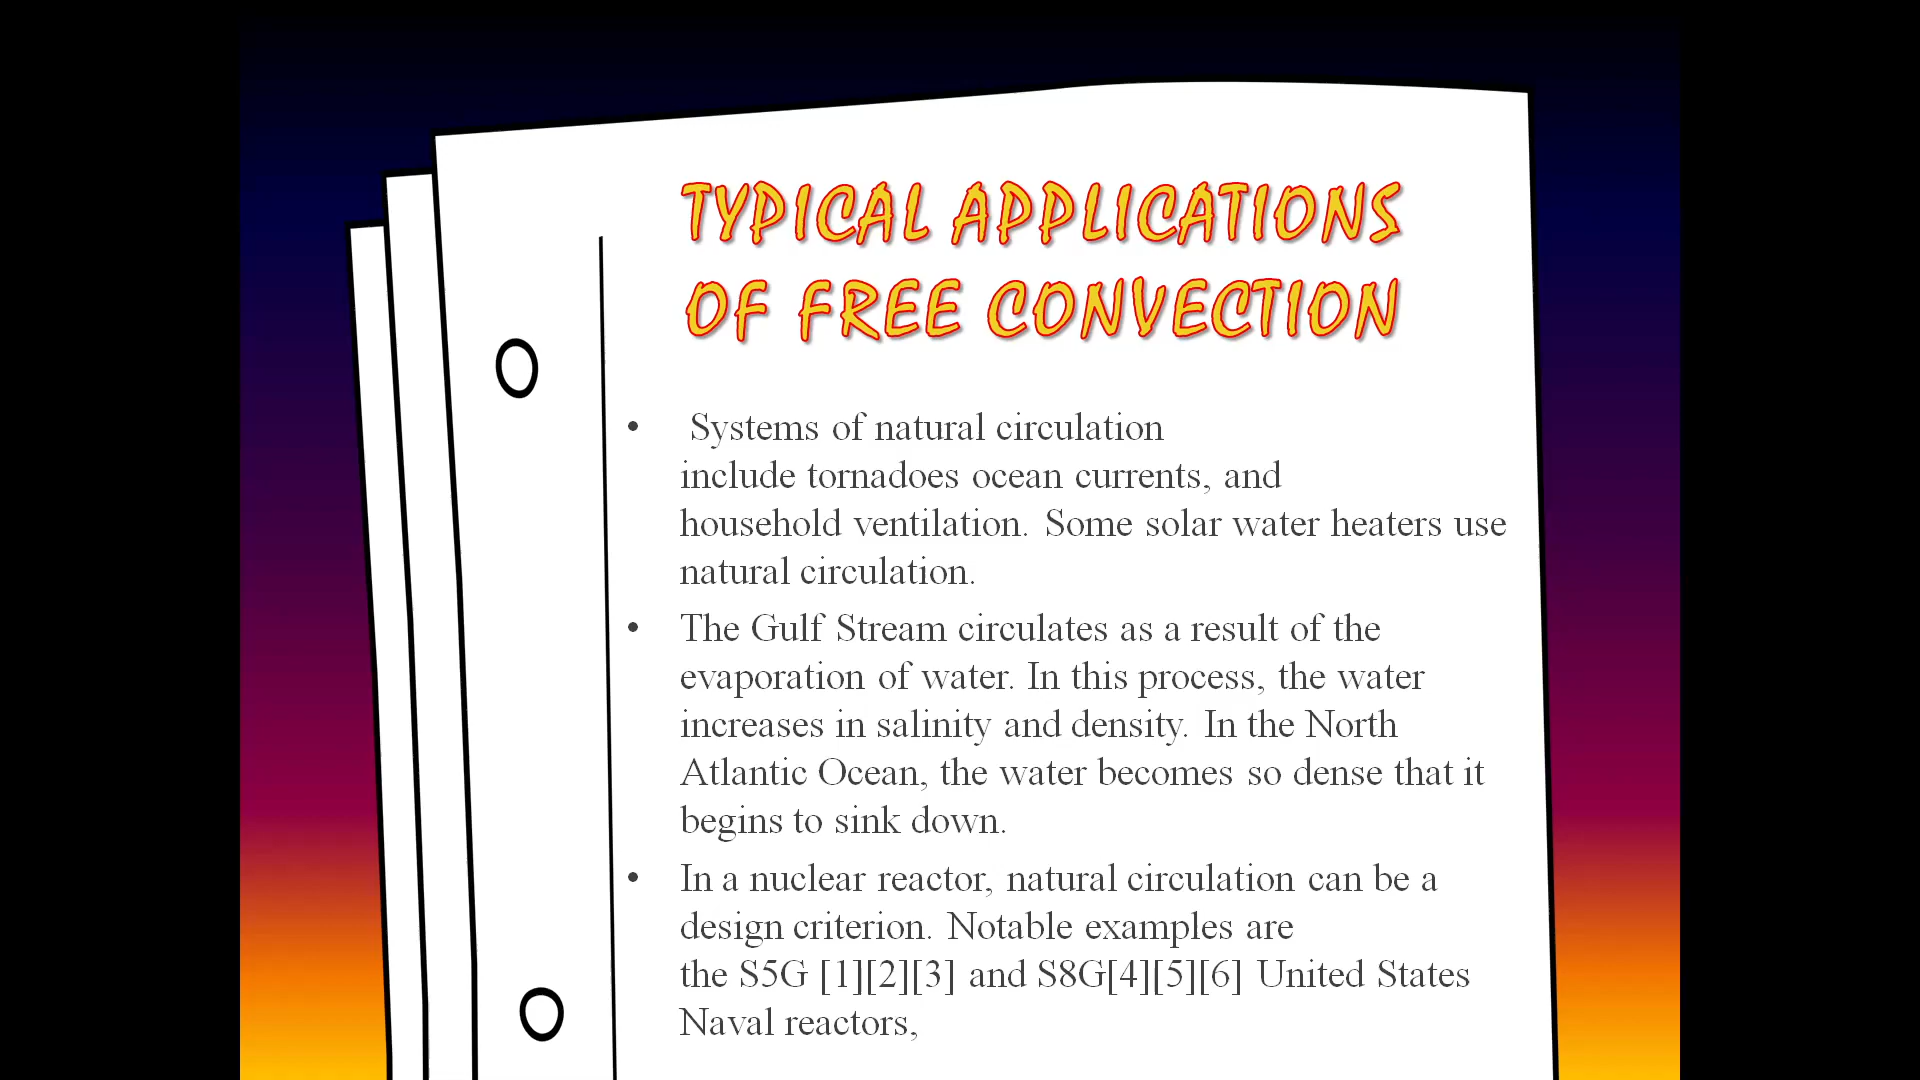 TYPICAL APPLICATIONS
OF FREE CONVECTION
• Systems of natural circulation
include tornadoes ocean currents, and
household ventilation. Some solar water heaters use
natural circulation.
• The Gulf Stream circulates as a result of the
evaporation of water. In this process, the water
increases in salinity and density. In the North
Atlantic Ocean, the water becomes so dense that it
begins to sink down.
• In a nuclear reactor, natural circulation can be a
design criterion. Notable examples are
the S5G [1][2][3] and S8G[4][5][6] United States
Naval reactors,